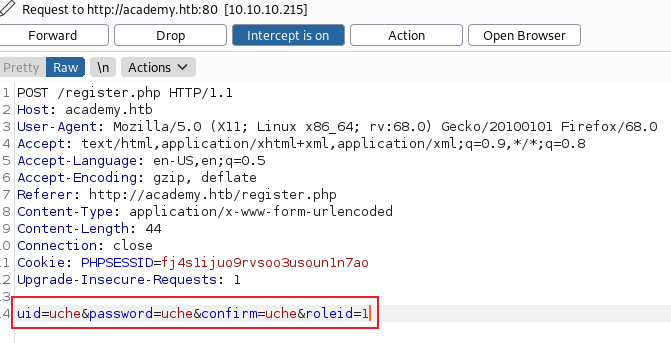 Request to http://academy.htb:80 [10.10.10.215]
Forward Drop Intercept is on Action Open Browser
Pretty Raw \n Actions
1 POST /register.php HTTP/1.1
2 Host: academy.htb
3 User-Agent: Mozilla/5.0 (X11; Linux x86_64; rv:68.0) Gecko/20100101 Firefox/68.0
4 Accept: text/html,application/xhtml+xml,application/xml;q=0.9,*/*;q=0.8
5 Accept-Language: en-US,en;q=0.5
6 Accept-Encoding: gzip, deflate
7 Referer: http://academy.htb/register.php
8 Content-Type: application/x-www-form-urlencoded
9 Content-Length: 44
10 Connection: close
11 Cookie: PHPSESSID=fj4s1ijuo9rvsoo3usoun1n7ao
12 Upgrade-Insecure-Requests: 1
13
14 uid=uche&password=uche&confirm=uche&roleid=1